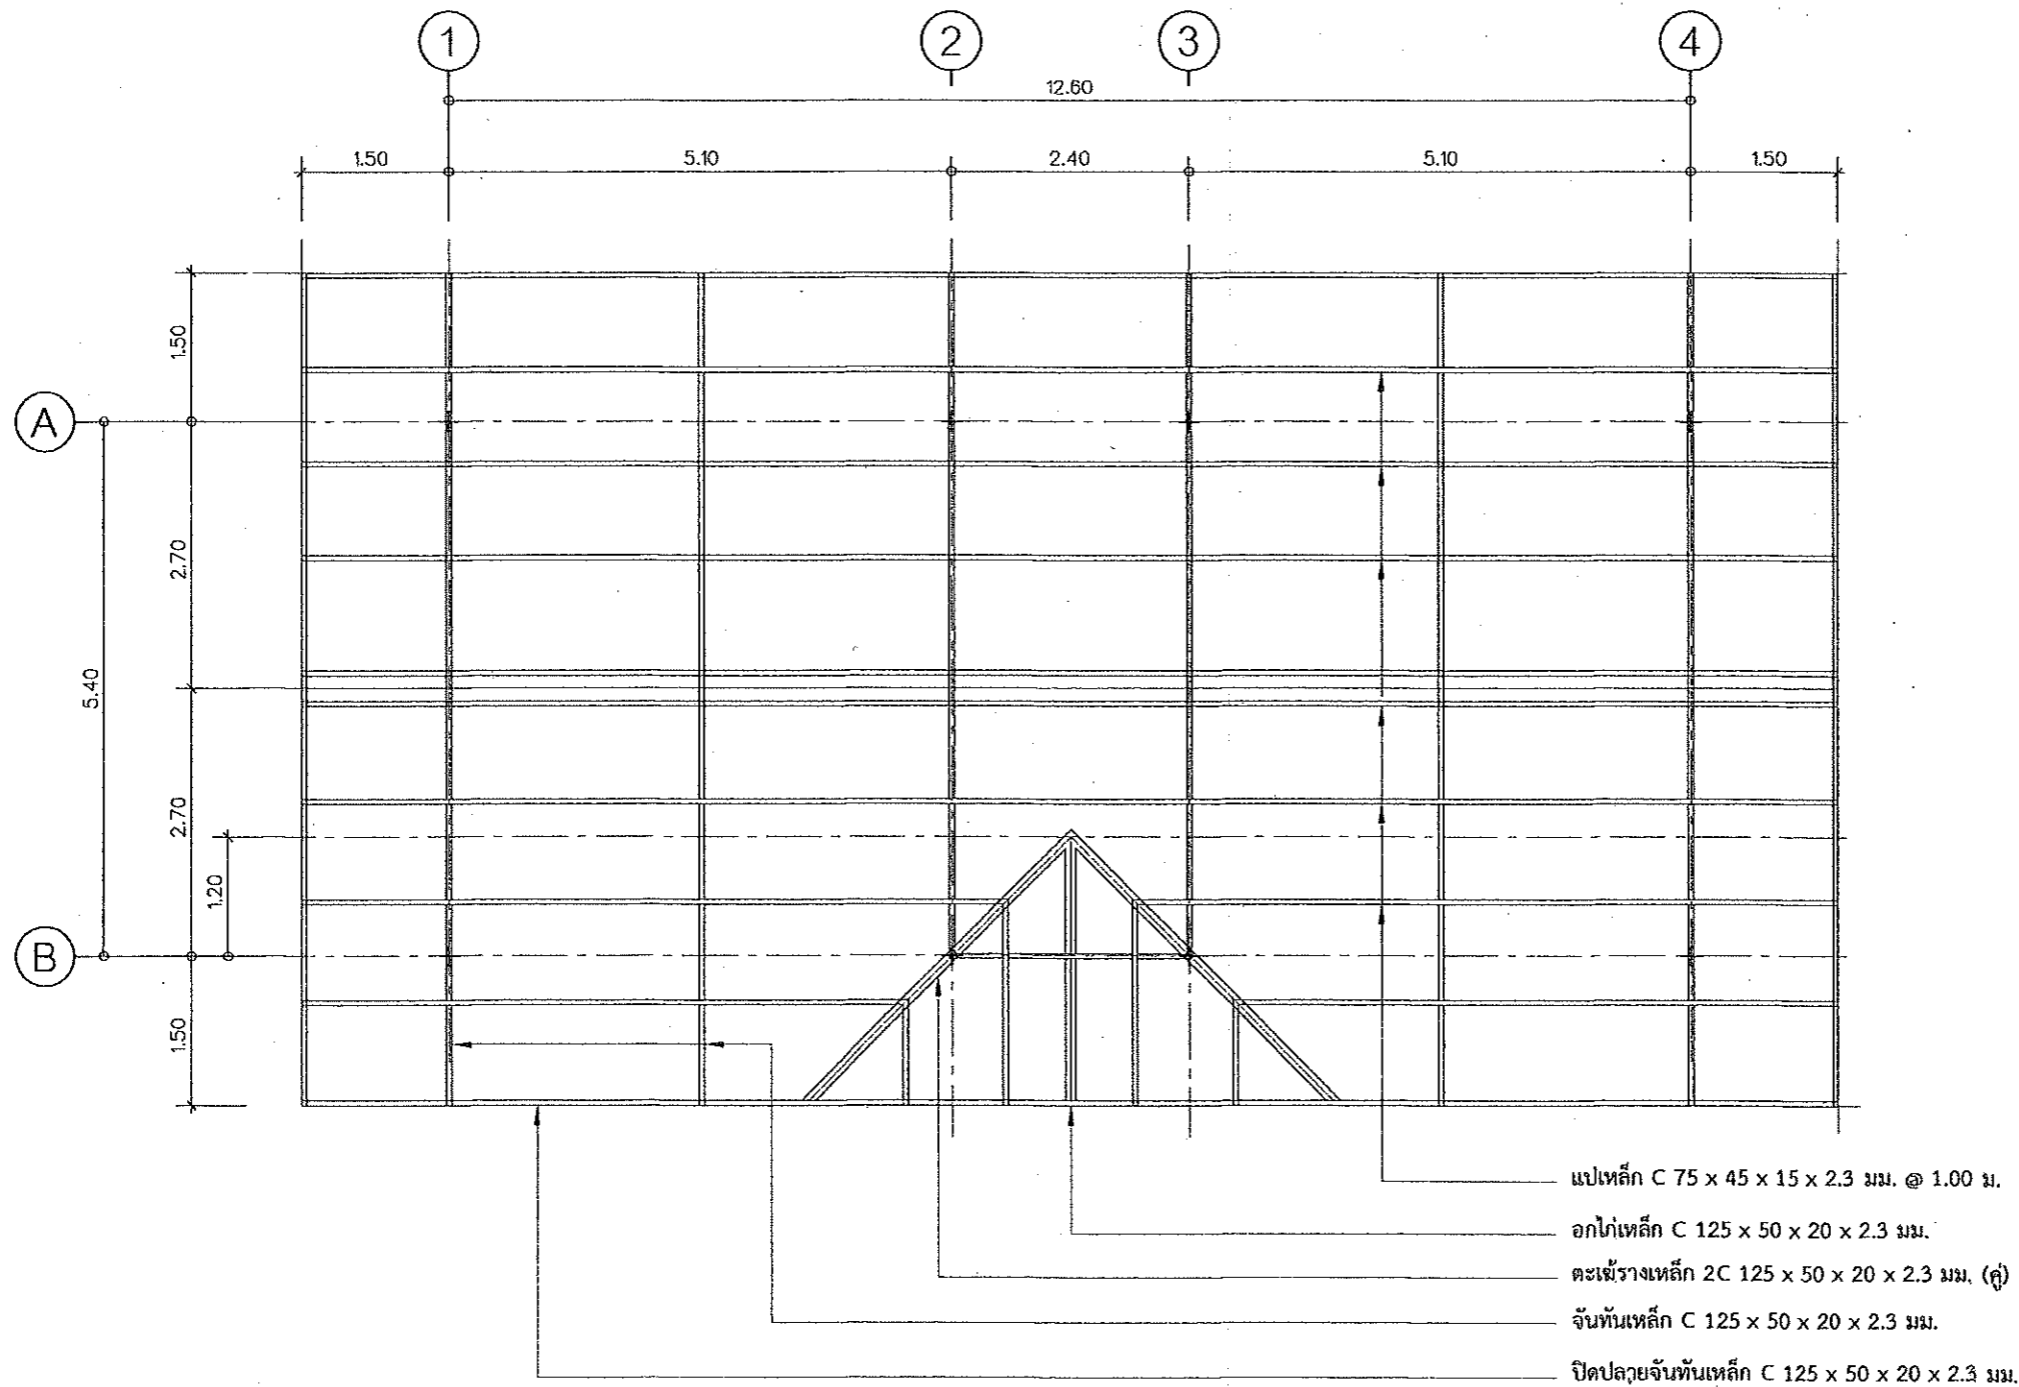 1 2 3 4
12.60
1.50 5.10 2.40 5.10 1.50
1.50
A
2.70
5.40
2.70
1.20
B
1.50
แปเหล็ก C 75 x 45 x 15 x 2.3 มม. @ 1.00 ม.
อกไก่เหล็ก C 125 x 50 x 20 x 2.3 มม.
ตะเฆ้รางเหล็ก 2C 125 x 50 x 20 x 2.3 มม. (คู่)
จันทันเหล็ก C 125 x 50 x 20 x 2.3 มม.
ปิดปลายจันทันเหล็ก C 125 x 50 x 20 x 2.3 มม.